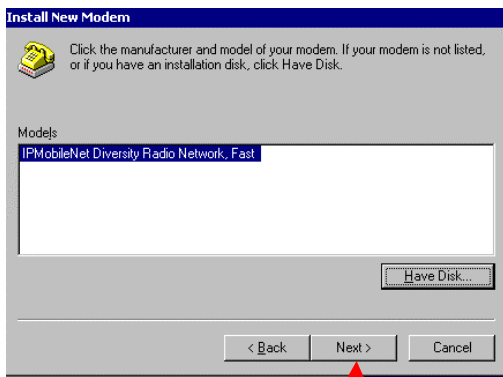 Install New Modem
Click the manufacturer and model of your modem. If your modem is not listed,
or if you have an installation disk, click Have Disk.
Models
IPMobileNet Diversity Radio Network, Fast
Have Disk...
< Back Next > Cancel